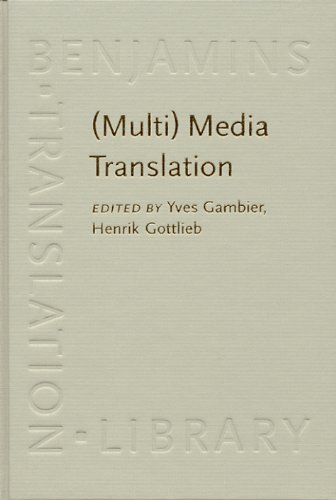 BENJAMINS
·TRANSLATION
·LIBRARY
(Multi) Media
Translation
EDITED BY Yves Gambier,
Henrik Gottlieb